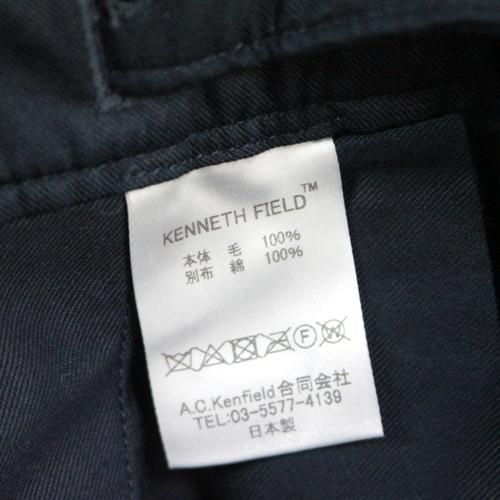 KENNETH FIELD™
本体 毛 100%
別布 綿 100%
F W
A.C.Kenfield合同会社
TEL:03-5577-4139
日本製